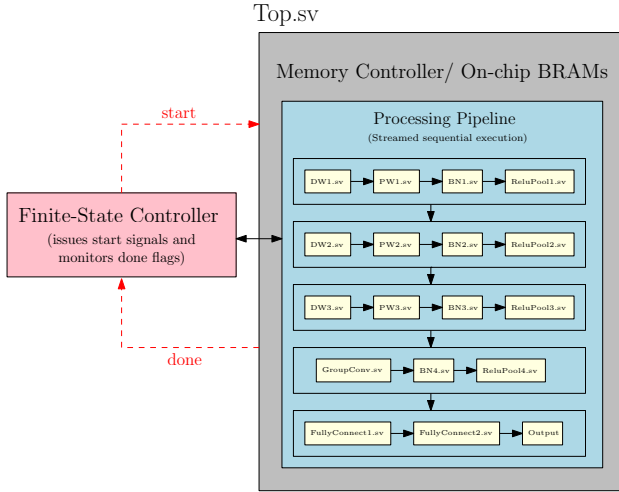 Top.sv
Memory Controller/ On-chip BRAMs
start
Processing Pipeline
(Streamed sequential execution)
DW1.sv
PW1.sv
BN1.sv
ReluPool1.sv
Finite-State Controller
(issues start signals and
monitors done flags)
DW2.sv
PW2.sv
BN2.sv
ReluPool2.sv
DW3.sv
PW3.sv
BN3.sv
ReluPool3.sv
done
GroupConv.sv
BN4.sv
ReluPool4.sv
FullyConnect1.sv
FullyConnect2.sv
Output